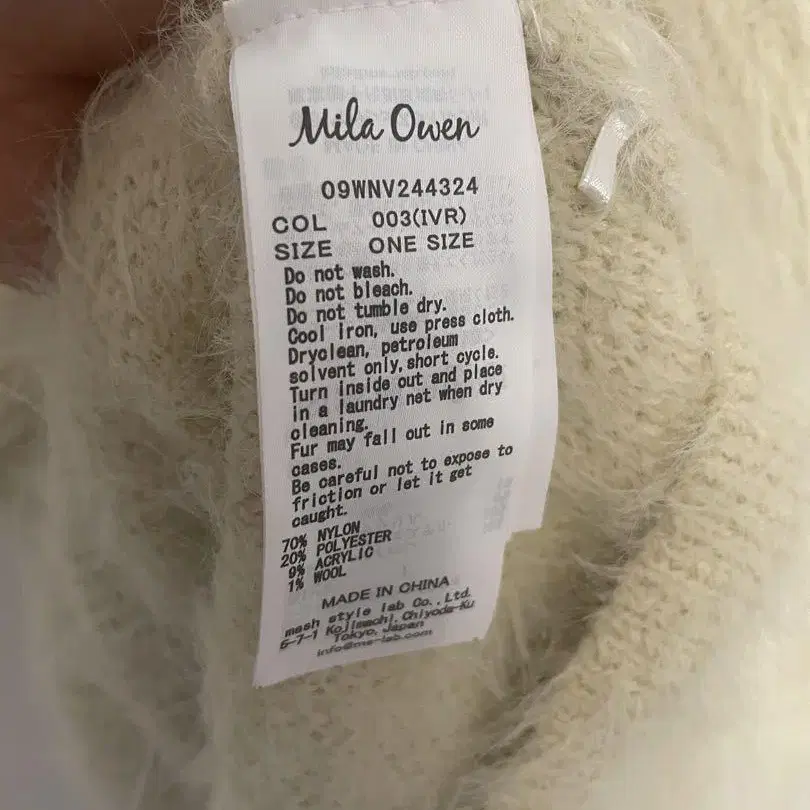 Mila Owen
09WNV244324
COL 003(IVR)
SIZE ONE SIZE
Do not wash.
Do not bleach.
Do not tumble dry.
Cool iron, use press cloth.
Dryclean, petroleum
solvent only, short cycle.
Turn inside out and place
in a laundry net when dry
cleaning.
Fur may fall out in some
cases.
Be careful not to expose to
friction or let it get
caught.
70% NYLON
20% POLYESTER
9% ACRYLIC
1% WOOL
MADE IN CHINA
mash style lab Co., Ltd.
5-7-1 Kojimachi, Chiyoda-Ku
Tokyo, Japan
info@ms-lab.com